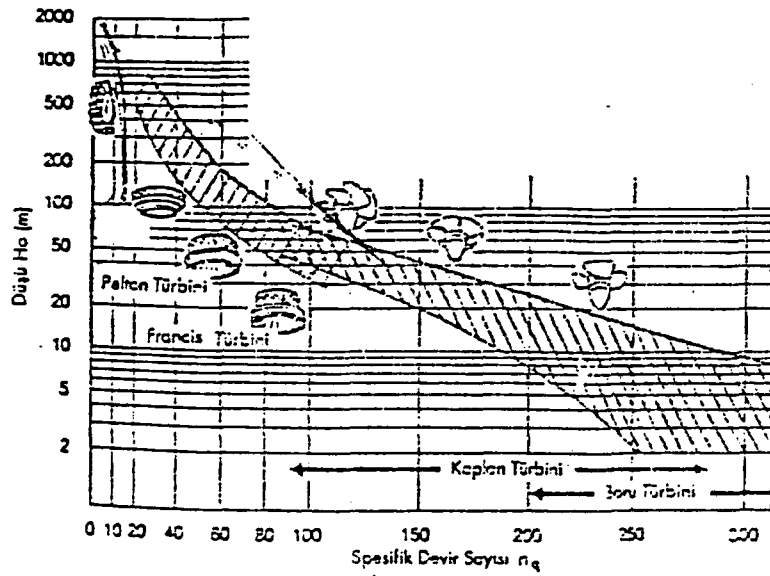 2000
1000
500
200
100
50
20
10
5
2
Düşü Ho (m)
Pelton Türbini
Francis Türbini
Kaplan Türbini
Boru Türbini
0 10 20 40 60 80 100 150 200 250 300
Spesifik Devir Sayısı nq